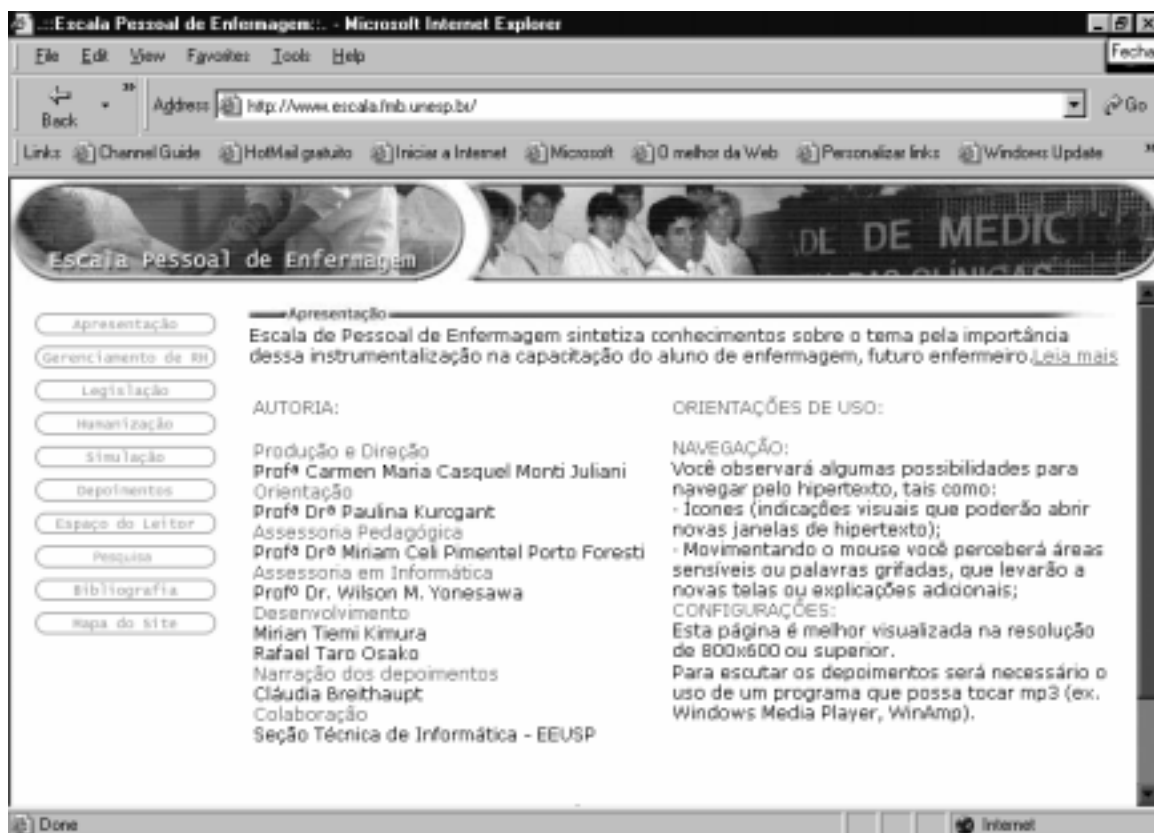 .::Escala Pessoal de Enfermagem::. - Microsoft Internet Explorer
File Edit View Favorites Tools Help
Fecha
Back
Address http://www.escala.fmb.unesp.br/
Go
Links Channel Guide HotMail gratuito Iniciar a Internet Microsoft O melhor da Web Personalizar links Windows Update
Escala Pessoal de Enfermagem
DE MEDIC
DAS CLÍNICAS
Apresentação
Gerenciamento de RH
Legislação
Humanização
Simulação
Depoimentos
Espaço do Leitor
Pesquisa
Bibliografia
Mapa do Site
Apresentação
Escala de Pessoal de Enfermagem sintetiza conhecimentos sobre o tema pela importância
dessa instrumentalização na capacitação do aluno de enfermagem, futuro enfermeiro.Leia mais
AUTORIA:
Produção e Direção
Profª Carmen Maria Casquel Monti Juliani
Orientação
Profª Drª Paulina Kurcgant
Assessoria Pedagógica
Profª Drª Miriam Celi Pimentel Porto Foresti
Assessoria em Informática
Profº Dr. Wilson M. Yonesawa
Desenvolvimento
Mirian Tiemi Kimura
Rafael Taro Osako
Narração dos depoimentos
Cláudia Breithaupt
Colaboração
Seção Técnica de Informática - EEUSP
ORIENTAÇÕES DE USO:
NAVEGAÇÃO:
Você observará algumas possibilidades para
navegar pelo hipertexto, tais como:
- Ícones (indicações visuais que poderão abrir
novas janelas de hipertexto);
- Movimentando o mouse você perceberá áreas
sensíveis ou palavras grifadas, que levarão a
novas telas ou explicações adicionais;
CONFIGURAÇÕES:
Esta página é melhor visualizada na resolução
de 800x600 ou superior.
Para escutar os depoimentos será necessário o
uso de um programa que possa tocar mp3 (ex.
Windows Media Player, WinAmp).
Done
Internet